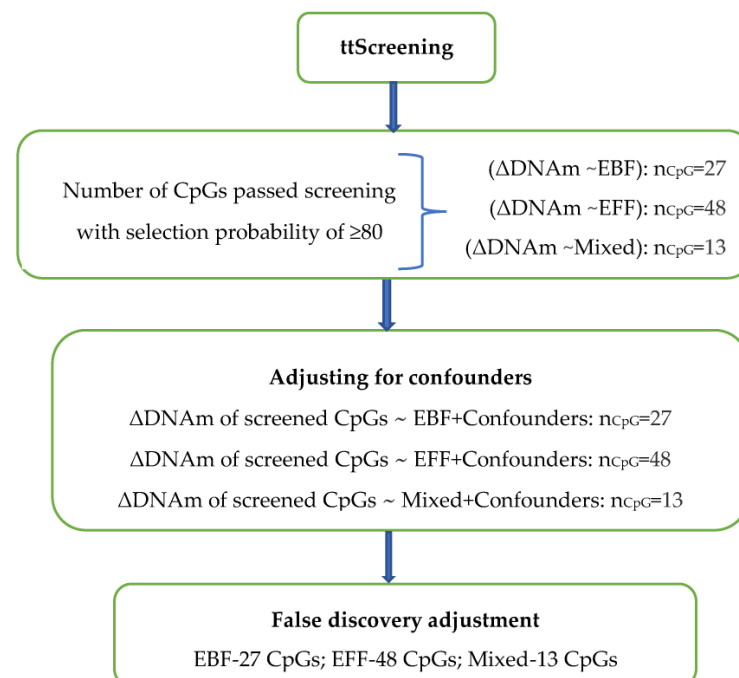 ttScreening
Number of CpGs passed screening
with selection probability of ≥80
(ΔDNAm ~EBF): nCpG=27
(ΔDNAm ~EFF): nCpG=48
(ΔDNAm ~Mixed): nCpG=13
Adjusting for confounders
ΔDNAm of screened CpGs ~ EBF+Confounders: nCpG=27
ΔDNAm of screened CpGs ~ EFF+Confounders: nCpG=48
ΔDNAm of screened CpGs ~ Mixed+Confounders: nCpG=13
False discovery adjustment
EBF-27 CpGs; EFF-48 CpGs; Mixed-13 CpGs